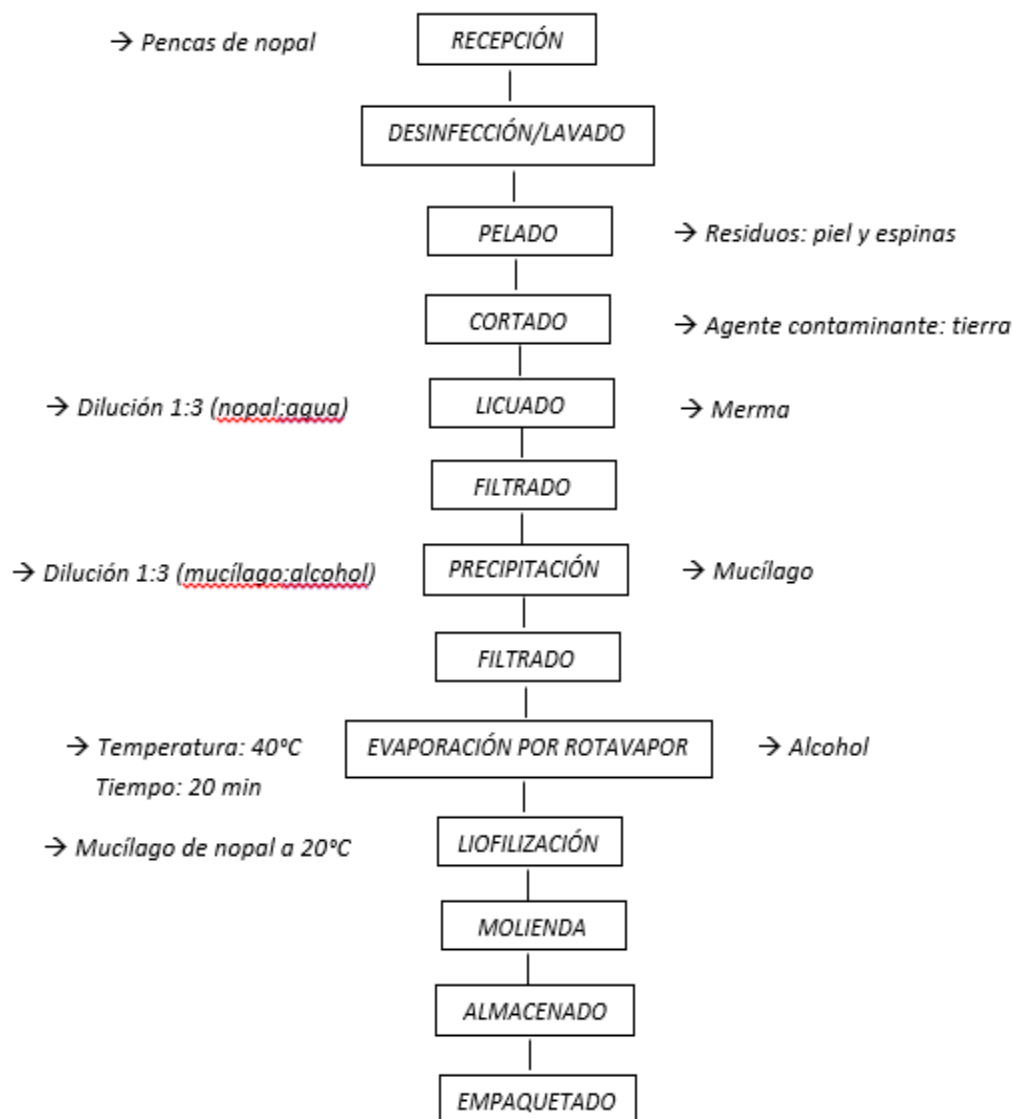 → Pencas de nopal
RECEPCIÓN
DESINFECCIÓN/LAVADO
PELADO
→ Residuos: piel y espinas
CORTADO
→ Agente contaminante: tierra
→ Dilución 1:3 (nopal:agua)
LICUADO
→ Merma
FILTRADO
→ Dilución 1:3 (mucílago:alcohol)
PRECIPITACIÓN
→ Mucílago
FILTRADO
→ Temperatura: 40°C
Tiempo: 20 min
EVAPORACIÓN POR ROTAVAPOR
→ Alcohol
→ Mucílago de nopal a 20°C
LIOFILIZACIÓN
MOLIENDA
ALMACENADO
EMPAQUETADO